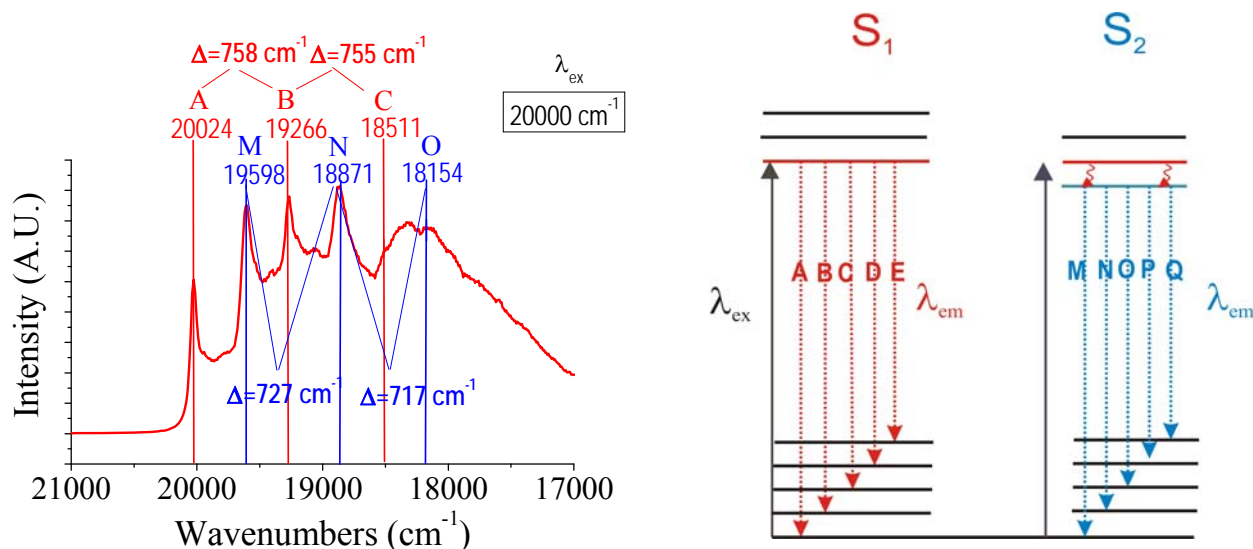 Δ=758 cm⁻¹ Δ=755 cm⁻¹
A B C
20024 19266 18511
M N O
19598 18871 18154
λex
20000 cm⁻¹
Δ=727 cm⁻¹ Δ=717 cm⁻¹
Intensity (A.U.)
21000 20000 19000 18000 17000
Wavenumbers (cm⁻¹)
S₁
A B C D E
λex
λem
S₂
M N O P Q
λem